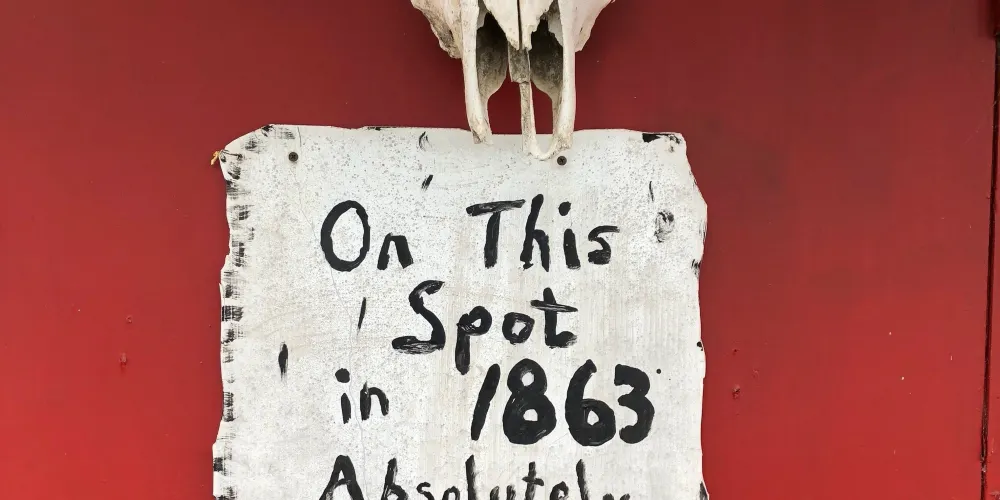 On This
Spot
in 1863
Absolutely